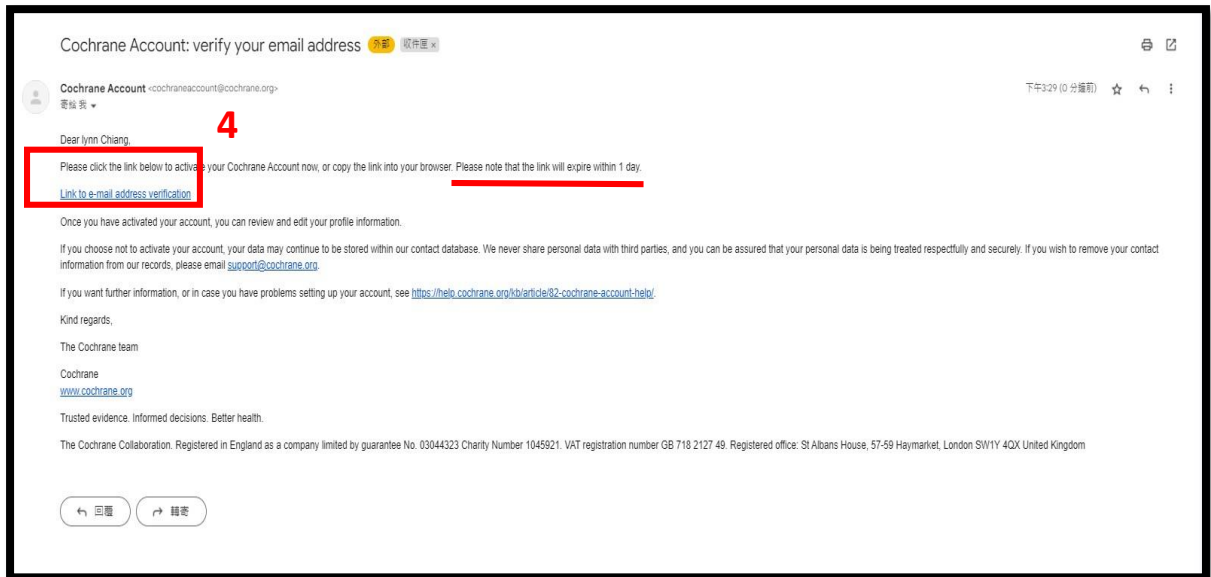 Cochrane Account: verify your email address 外部 收件匣 ×
Cochrane Account <cochraneaccount@cochrane.org> 下午3:29 (0 分鐘前)
寄給 我
4
Dear lynn Chiang,
Please click the link below to activate your Cochrane Account now, or copy the link into your browser. Please note that the link will expire within 1 day.
Link to e-mail address verification
Once you have activated your account, you can review and edit your profile information.
If you choose not to activate your account, your data may continue to be stored within our contact database. We never share personal data with third parties, and you can be assured that your personal data is being treated respectfully and securely. If you wish to remove your contact
information from our records, please email support@cochrane.org.
If you want further information, or in case you have problems setting up your account, see https://help.cochrane.org/kb/article/82-cochrane-account-help/.
Kind regards,
The Cochrane team
Cochrane
www.cochrane.org
Trusted evidence. Informed decisions. Better health.
The Cochrane Collaboration. Registered in England as a company limited by guarantee No. 03044323 Charity Number 1045921. VAT registration number GB 718 2127 49. Registered office: St Albans House, 57-59 Haymarket, London SW1Y 4QX United Kingdom
回覆 轉寄